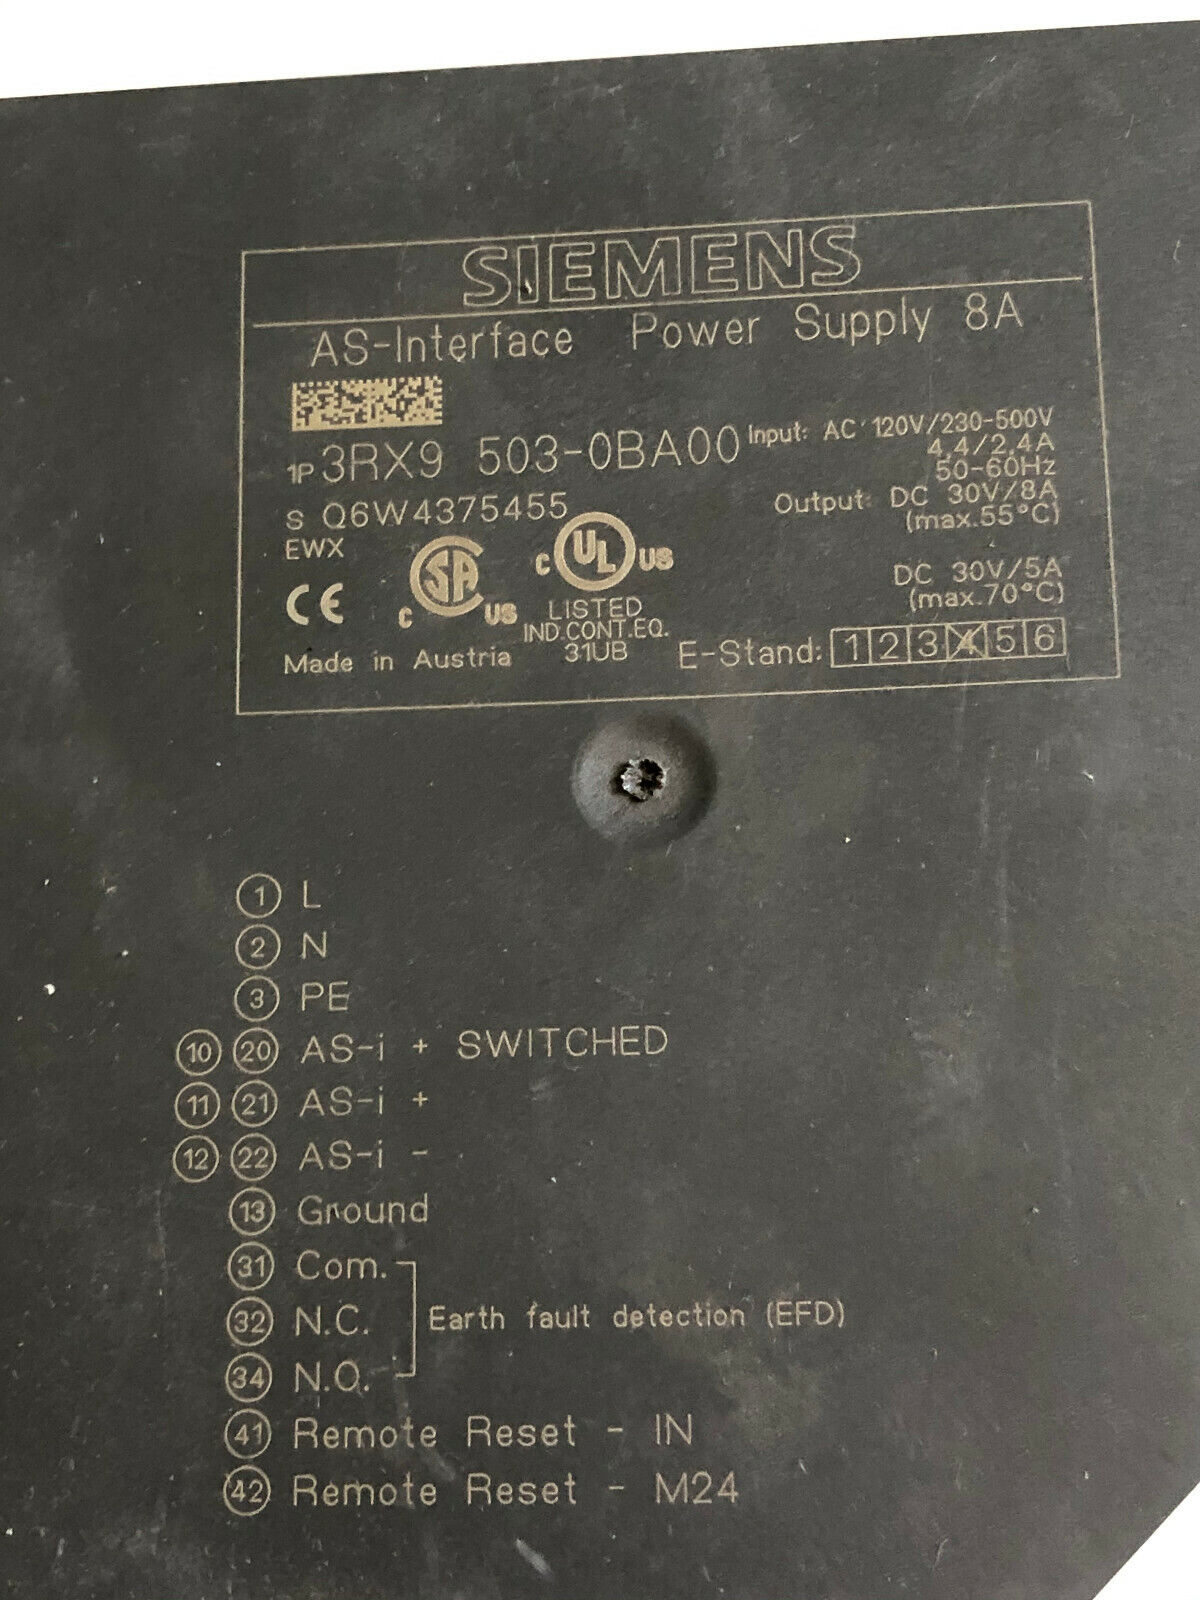 SIEMENS
AS-Interface Power Supply 8A
1P 3RX9 503-0BA00
Input: AC 120V/230-500V
4,4/2,4A
50-60Hz
Output: DC 30V/8A
(max.55°C)
DC 30V/5A
(max.70°C)
S Q6W4375455
EWX
CE
C SA US
C UL US
LISTED
IND.CONT.EQ.
31UB
Made in Austria
E-Stand: 1 2 3 4 5 6
1 L
2 N
3 PE
10 20 AS-i + SWITCHED
11 21 AS-i +
12 22 AS-i -
13 Ground
31 Com.
32 N.C. Earth fault detection (EFD)
34 N.O.
41 Remote Reset - IN
42 Remote Reset - M24